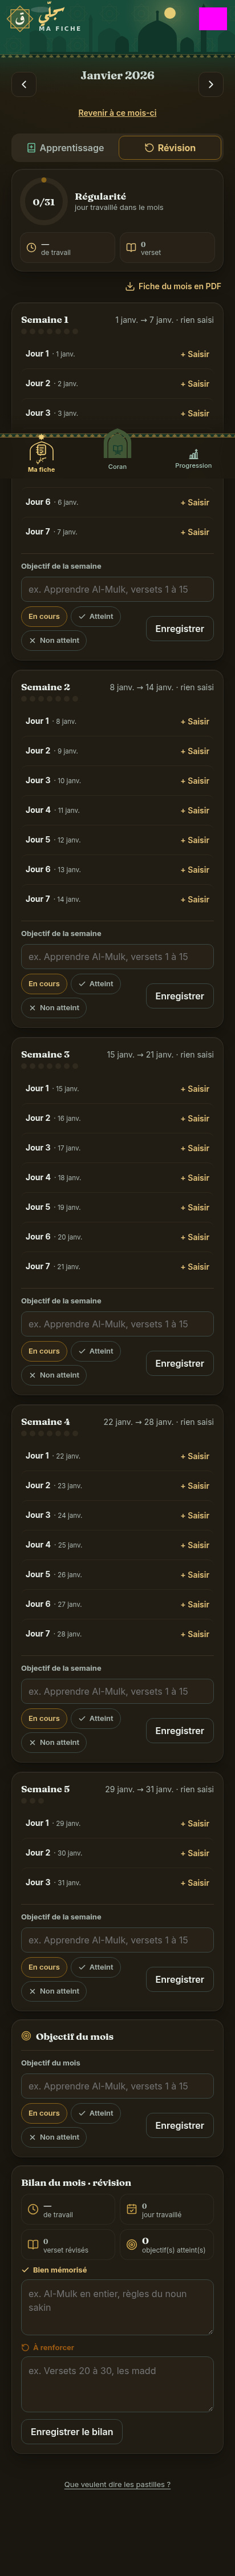 سجلّي
MA FICHE
Janvier 2026
Revenir à ce mois-ci
Apprentissage
Révision
0/31
Régularité
jour travaillé dans le mois
—
de travail
0
verset
Fiche du mois en PDF
Semaine 1
1 janv. → 7 janv. · rien saisi
Jour 1 · 1 janv.
+ Saisir
Jour 2 · 2 janv.
+ Saisir
Jour 3 · 3 janv.
+ Saisir
Ma fiche
Coran
Progression
Jour 6 · 6 janv.
+ Saisir
Jour 7 · 7 janv.
+ Saisir
Objectif de la semaine
ex. Apprendre Al-Mulk, versets 1 à 15
En cours
Atteint
Non atteint
Enregistrer
Semaine 2
8 janv. → 14 janv. · rien saisi
Jour 1 · 8 janv.
+ Saisir
Jour 2 · 9 janv.
+ Saisir
Jour 3 · 10 janv.
+ Saisir
Jour 4 · 11 janv.
+ Saisir
Jour 5 · 12 janv.
+ Saisir
Jour 6 · 13 janv.
+ Saisir
Jour 7 · 14 janv.
+ Saisir
Objectif de la semaine
ex. Apprendre Al-Mulk, versets 1 à 15
En cours
Atteint
Non atteint
Enregistrer
Semaine 3
15 janv. → 21 janv. · rien saisi
Jour 1 · 15 janv.
+ Saisir
Jour 2 · 16 janv.
+ Saisir
Jour 3 · 17 janv.
+ Saisir
Jour 4 · 18 janv.
+ Saisir
Jour 5 · 19 janv.
+ Saisir
Jour 6 · 20 janv.
+ Saisir
Jour 7 · 21 janv.
+ Saisir
Objectif de la semaine
ex. Apprendre Al-Mulk, versets 1 à 15
En cours
Atteint
Non atteint
Enregistrer
Semaine 4
22 janv. → 28 janv. · rien saisi
Jour 1 · 22 janv.
+ Saisir
Jour 2 · 23 janv.
+ Saisir
Jour 3 · 24 janv.
+ Saisir
Jour 4 · 25 janv.
+ Saisir
Jour 5 · 26 janv.
+ Saisir
Jour 6 · 27 janv.
+ Saisir
Jour 7 · 28 janv.
+ Saisir
Objectif de la semaine
ex. Apprendre Al-Mulk, versets 1 à 15
En cours
Atteint
Non atteint
Enregistrer
Semaine 5
29 janv. → 31 janv. · rien saisi
Jour 1 · 29 janv.
+ Saisir
Jour 2 · 30 janv.
+ Saisir
Jour 3 · 31 janv.
+ Saisir
Objectif de la semaine
ex. Apprendre Al-Mulk, versets 1 à 15
En cours
Atteint
Non atteint
Enregistrer
Objectif du mois
Objectif du mois
ex. Apprendre Al-Mulk, versets 1 à 15
En cours
Atteint
Non atteint
Enregistrer
Bilan du mois · révision
—
de travail
0
jour travaillé
0
verset révisés
0
objectif(s) atteint(s)
Bien mémorisé
ex. Al-Mulk en entier, règles du noun sakin
À renforcer
ex. Versets 20 à 30, les madd
Enregistrer le bilan
Que veulent dire les pastilles ?